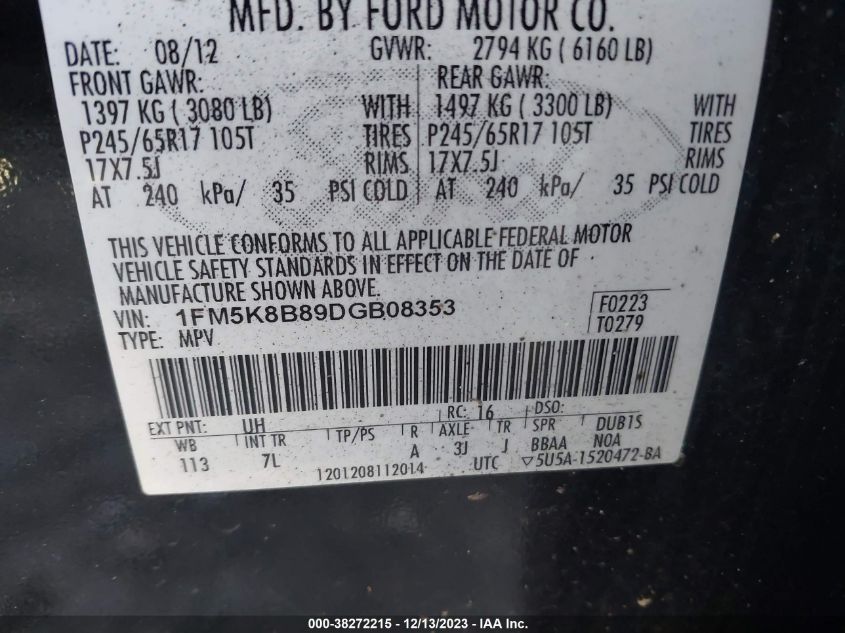 MFD. BY FORD MOTOR CO.
DATE: 08/12 GVWR: 2794 KG ( 6160 LB)
FRONT GAWR: REAR GAWR:
1397 KG ( 3080 LB) WITH 1497 KG ( 3300 LB) WITH
P245/65R17 105T TIRES P245/65R17 105T TIRES
17X7.5J RIMS 17X7.5J RIMS
AT 240 kPa/ 35 PSI COLD AT 240 kPa/ 35 PSI COLD
THIS VEHICLE CONFORMS TO ALL APPLICABLE FEDERAL MOTOR
VEHICLE SAFETY STANDARDS IN EFFECT ON THE DATE OF
MANUFACTURE SHOWN ABOVE.
VIN: 1FM5K8B89DGB08353 F0223
TYPE: MPV T0279
EXT PNT: UH RC: 16 DSO:
WB INT TR TP/PS R AXLE TR SPR DUB1S
113 7L A 3J J BBAA NOA
1201208112014 UTC ▽5U5A-1520472-BA
000-38272215 - 12/13/2023 - IAA Inc.